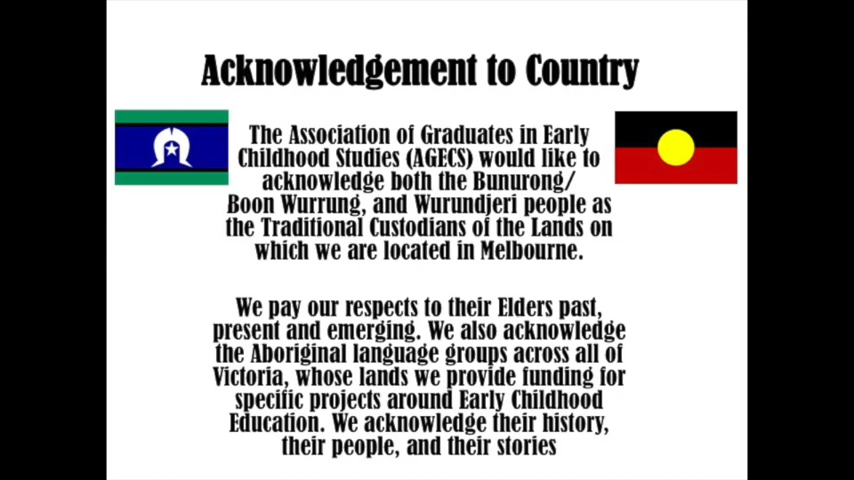 Acknowledgement to Country
The Association of Graduates in Early
Childhood Studies (AGECS) would like to
acknowledge both the Bunurong/
Boon Wurrung, and Wurundjeri people as
the Traditional Custodians of the Lands on
which we are located in Melbourne.
We pay our respects to their Elders past,
present and emerging. We also acknowledge
the Aboriginal language groups across all of
Victoria, whose lands we provide funding for
specific projects around Early Childhood
Education. We acknowledge their history,
their people, and their stories